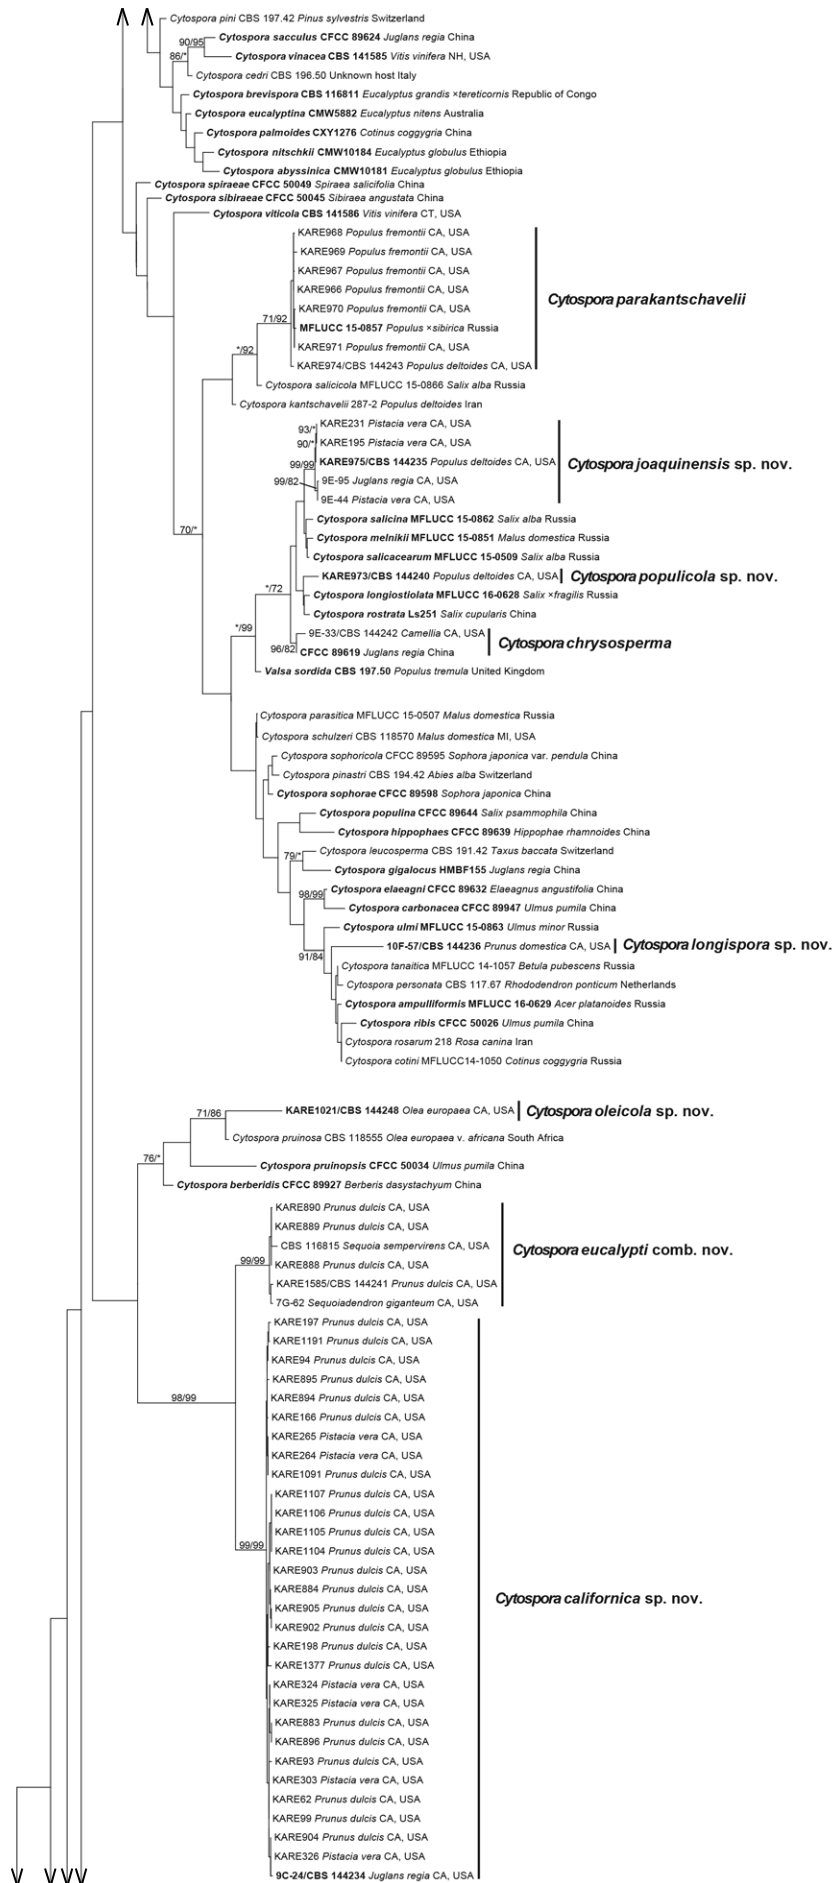 Cytospora pini CBS 197.42 Pinus sylvestris Switzerland
90/95
Cytospora sacculus CFCC 89624 Juglans regia China
86/*
Cytospora vinacea CBS 141585 Vitis vinifera NH, USA
Cytospora cedri CBS 196.50 Unknown host Italy
Cytospora brevispora CBS 116811 Eucalyptus grandis ×tereticornis Republic of Congo
Cytospora eucalyptina CMW5882 Eucalyptus nitens Australia
Cytospora palmoides CXY1276 Cotinus coggygria China
Cytospora nitschkii CMW10184 Eucalyptus globulus Ethiopia
Cytospora abyssinica CMW10181 Eucalyptus globulus Ethiopia
Cytospora spiraeae CFCC 50049 Spiraea salicifolia China
Cytospora sibiraeae CFCC 50045 Sibiraea angustata China
Cytospora viticola CBS 141586 Vitis vinifera CT, USA
KARE968 Populus fremontii CA, USA
KARE969 Populus fremontii CA, USA
KARE967 Populus fremontii CA, USA
KARE966 Populus fremontii CA, USA
Cytospora parakantschavelii
KARE970 Populus fremontii CA, USA
71/92
MFLUCC 15-0857 Populus ×sibirica Russia
KARE971 Populus fremontii CA, USA
*/92
KARE974/CBS 144243 Populus deltoides CA, USA
Cytospora salicicola MFLUCC 15-0866 Salix alba Russia
Cytospora kantschavelii 287-2 Populus deltoides Iran
KARE231 Pistacia vera CA, USA
93/*
KARE195 Pistacia vera CA, USA
90/*
KARE975/CBS 144235 Populus deltoides CA, USA
Cytospora joaquinensis sp. nov.
99/99
9E-95 Juglans regia CA, USA
99/82
9E-44 Pistacia vera CA, USA
Cytospora salicina MFLUCC 15-0862 Salix alba Russia
70/*
Cytospora melnikii MFLUCC 15-0851 Malus domestica Russia
Cytospora salicacearum MFLUCC 15-0509 Salix alba Russia
KARE973/CBS 144240 Populus deltoides CA, USA
Cytospora populicola sp. nov.
*/72
Cytospora longiostiolata MFLUCC 16-0628 Salix ×fragilis Russia
Cytospora rostrata Ls251 Salix cupularis China
*/99
9E-33/CBS 144242 Camellia CA, USA
Cytospora chrysosperma
96/82
CFCC 89619 Juglans regia China
Valsa sordida CBS 197.50 Populus tremula United Kingdom
Cytospora parasitica MFLUCC 15-0507 Malus domestica Russia
Cytospora schulzeri CBS 118570 Malus domestica MI, USA
Cytospora sophoricola CFCC 89595 Sophora japonica var. pendula China
Cytospora pinastri CBS 194.42 Abies alba Switzerland
Cytospora sophorae CFCC 89598 Sophora japonica China
Cytospora populina CFCC 89644 Salix psammophila China
Cytospora hippophaes CFCC 89639 Hippophae rhamnoides China
Cytospora leucosperma CBS 191.42 Taxus baccata Switzerland
79/*
Cytospora gigalocus HMBF155 Juglans regia China
Cytospora elaeagni CFCC 89632 Elaeagnus angustifolia China
98/99
Cytospora carbonacea CFCC 89947 Ulmus pumila China
Cytospora ulmi MFLUCC 15-0863 Ulmus minor Russia
10F-57/CBS 144236 Prunus domestica CA, USA
Cytospora longispora sp. nov.
91/84
Cytospora tanaitica MFLUCC 14-1057 Betula pubescens Russia
Cytospora personata CBS 117.67 Rhododendron ponticum Netherlands
Cytospora ampulliformis MFLUCC 16-0629 Acer platanoides Russia
Cytospora ribis CFCC 50026 Ulmus pumila China
Cytospora rosarum 218 Rosa canina Iran
Cytospora cotini MFLUCC14-1050 Cotinus coggygria Russia
71/86
KARE1021/CBS 144248 Olea europaea CA, USA
Cytospora oleicola sp. nov.
Cytospora pruinosa CBS 118555 Olea europaea v. africana South Africa
76/*
Cytospora pruinopsis CFCC 50034 Ulmus pumila China
Cytospora berberidis CFCC 89927 Berberis dasystachyum China
KARE890 Prunus dulcis CA, USA
KARE889 Prunus dulcis CA, USA
CBS 116815 Sequoia sempervirens CA, USA
Cytospora eucalypti comb. nov.
99/99
KARE888 Prunus dulcis CA, USA
KARE1585/CBS 144241 Prunus dulcis CA, USA
7G-62 Sequoiadendron giganteum CA, USA
KARE197 Prunus dulcis CA, USA
KARE1191 Prunus dulcis CA, USA
KARE94 Prunus dulcis CA, USA
KARE895 Prunus dulcis CA, USA
98/99
KARE894 Prunus dulcis CA, USA
KARE166 Prunus dulcis CA, USA
KARE265 Pistacia vera CA, USA
KARE264 Pistacia vera CA, USA
KARE1091 Prunus dulcis CA, USA
KARE1107 Prunus dulcis CA, USA
KARE1106 Prunus dulcis CA, USA
KARE1105 Prunus dulcis CA, USA
99/99
KARE1104 Prunus dulcis CA, USA
KARE903 Prunus dulcis CA, USA
KARE884 Prunus dulcis CA, USA
Cytospora californica sp. nov.
KARE905 Prunus dulcis CA, USA
KARE902 Prunus dulcis CA, USA
KARE198 Prunus dulcis CA, USA
KARE1377 Prunus dulcis CA, USA
KARE324 Pistacia vera CA, USA
KARE325 Pistacia vera CA, USA
KARE883 Prunus dulcis CA, USA
KARE896 Prunus dulcis CA, USA
KARE93 Prunus dulcis CA, USA
KARE303 Pistacia vera CA, USA
KARE62 Prunus dulcis CA, USA
KARE99 Prunus dulcis CA, USA
KARE904 Prunus dulcis CA, USA
KARE326 Pistacia vera CA, USA
9C-24/CBS 144234 Juglans regia CA, USA